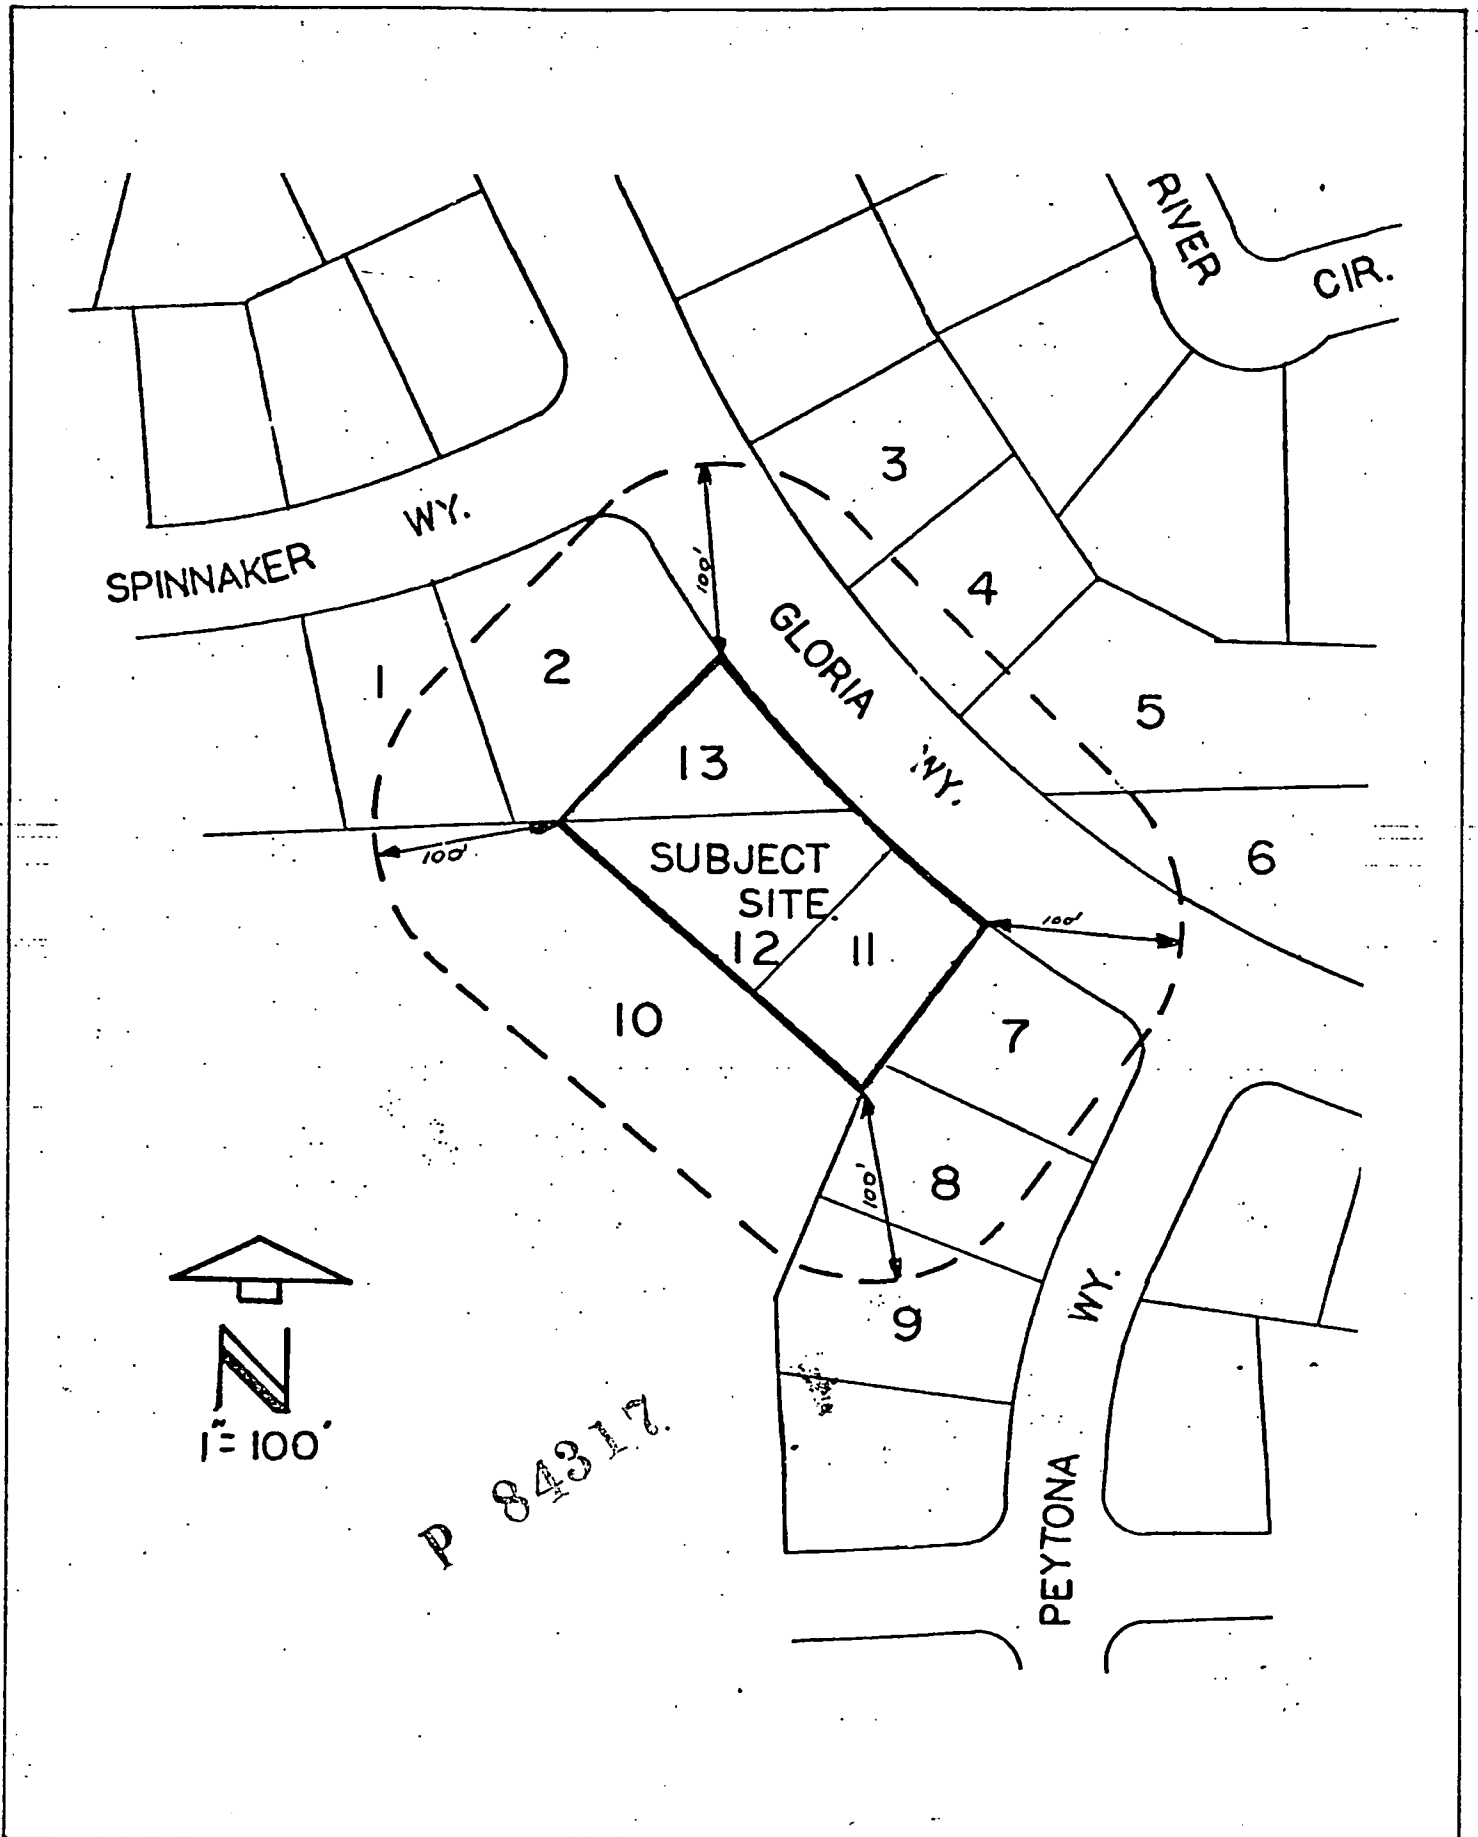 RIVER
CIR.
3
WY.
SPINNAKER
100'
4
GLORIA
1
2
5
13
WY.
100'
SUBJECT
SITE.
6
12
11
100'
10
7
100'
8
9
WY.
N
1"=100'
P 84317
PEYTONA